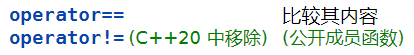 operator== 比较其内容
operator!= (C++20 中移除) (公开成员函数)